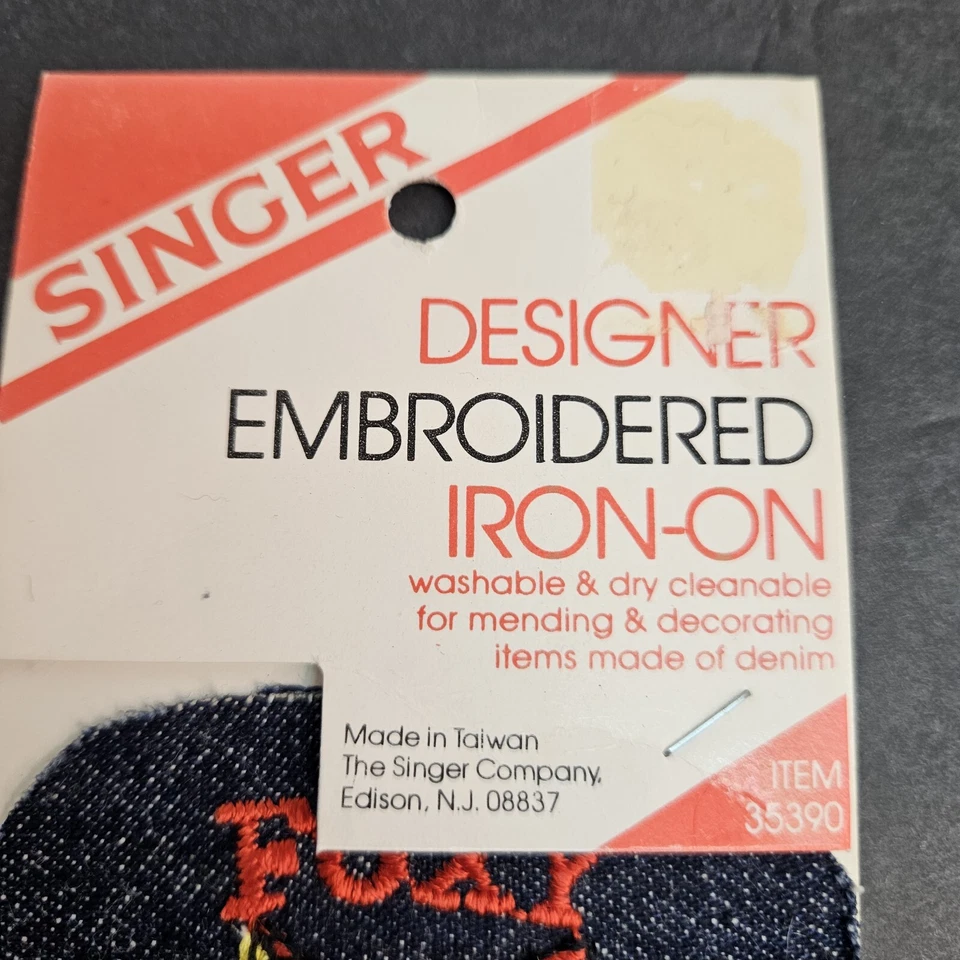 SINGER
DESIGNER
EMBROIDERED
IRON-ON
washable & dry cleanable
for mending & decorating
items made of denim
Made in Taiwan
The Singer Company,
Edison, N.J. 08837
ITEM
35390
FOXY